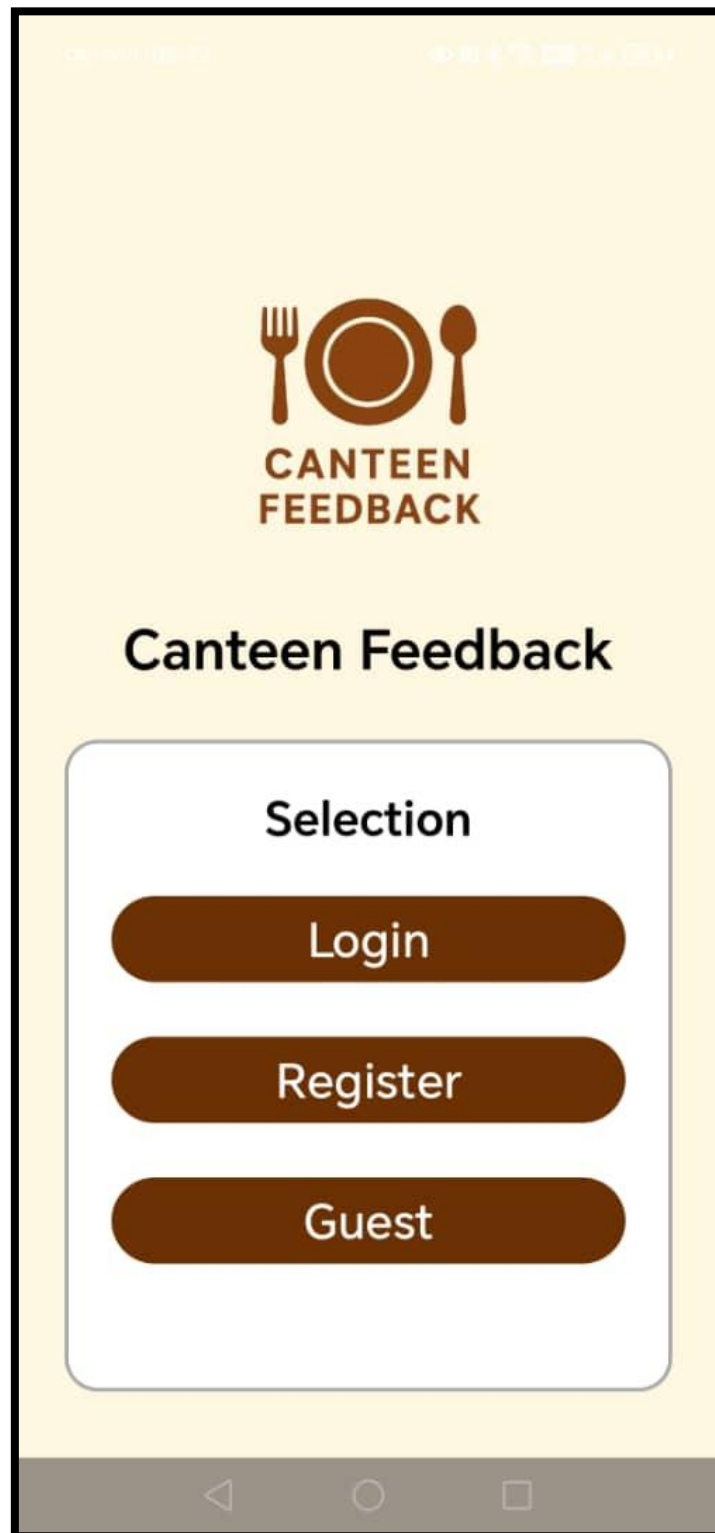 CANTEEN
FEEDBACK
Canteen Feedback
Selection
Login
Register
Guest